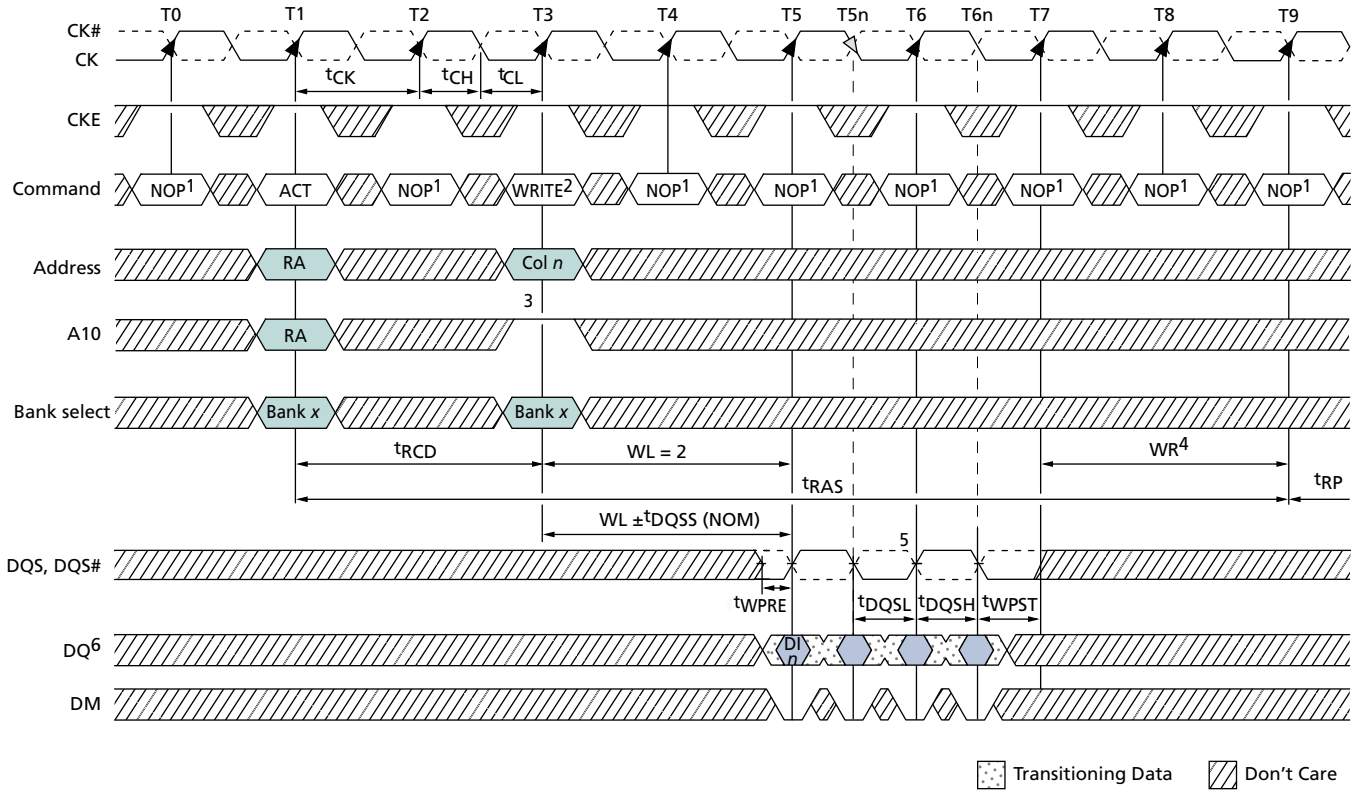 T0 T1 T2 T3 T4 T5 T5n T6 T6n T7 T8 T9
CK#
CK
tCK tCH tCL
CKE
Command NOP1 ACT NOP1 WRITE2 NOP1 NOP1 NOP1 NOP1 NOP1 NOP1
Address RA Col n
3
A10 RA
Bank select Bank x Bank x
tRCD WL = 2 WR4
tRAS tRP
WL ±tDQSS (NOM)
5
DQS, DQS#
tWPRE tDQSL tDQSH tWPST
DQ6 DI n
DM
Transitioning Data Don't Care